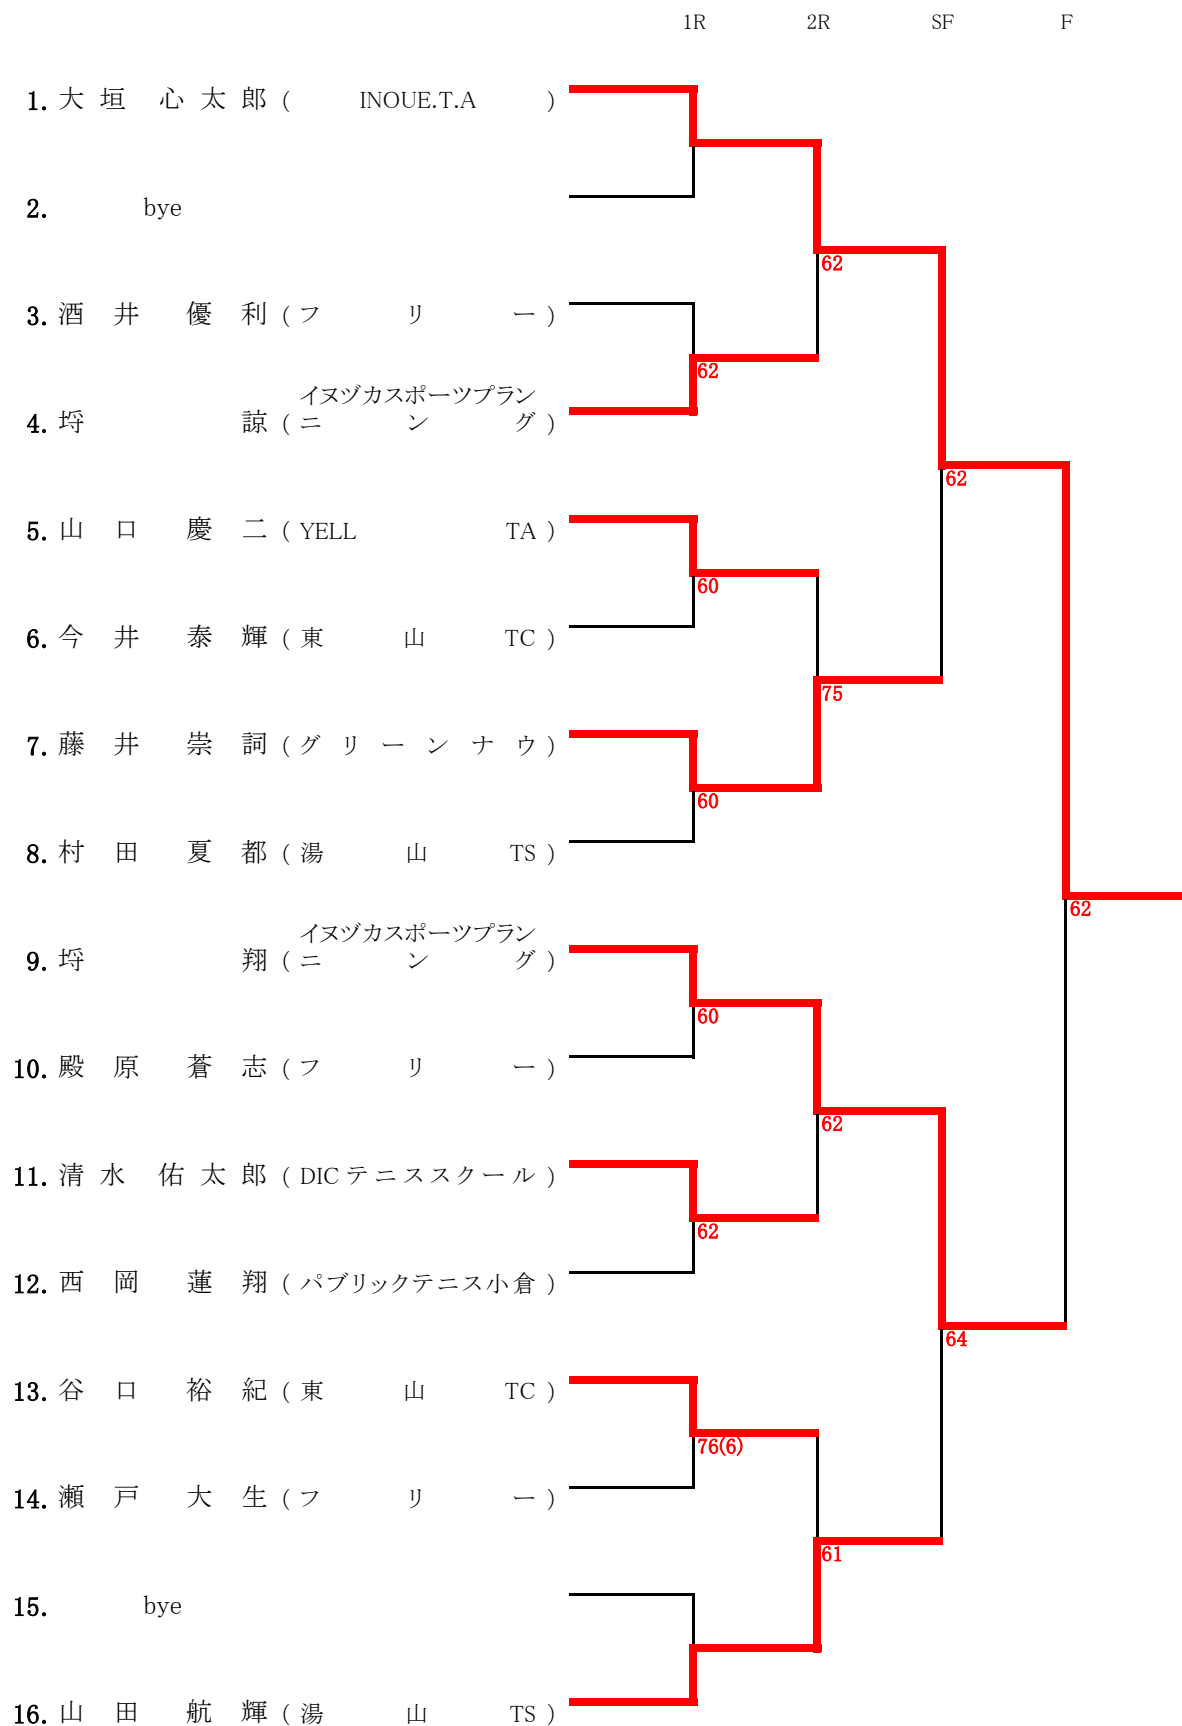 1R 2R SF F
1. 大垣 心太郎 ( INOUE.T.A )
62
2. bye
3. 酒井 優利 ( フリー )
62
4. 埒 諒 ( イヌヅカスポーツプランニング )
62
5. 山口 慶二 ( YELL TA )
60
6. 今井 泰輝 ( 東山 TC )
75
7. 藤井 崇詞 ( グリーンナウ )
60
8. 村田 夏都 ( 湯山 TS )
62
9. 埒 翔 ( イヌヅカスポーツプランニング )
60
10. 殿原 蒼志 ( フリー )
62
11. 清水 佑太郎 ( DICテニススクール )
62
12. 西岡 蓮翔 ( パブリックテニス小倉 )
64
13. 谷口 裕紀 ( 東山 TC )
76(6)
14. 瀬戸 大生 ( フリー )
61
15. bye
16. 山田 航輝 ( 湯山 TS )